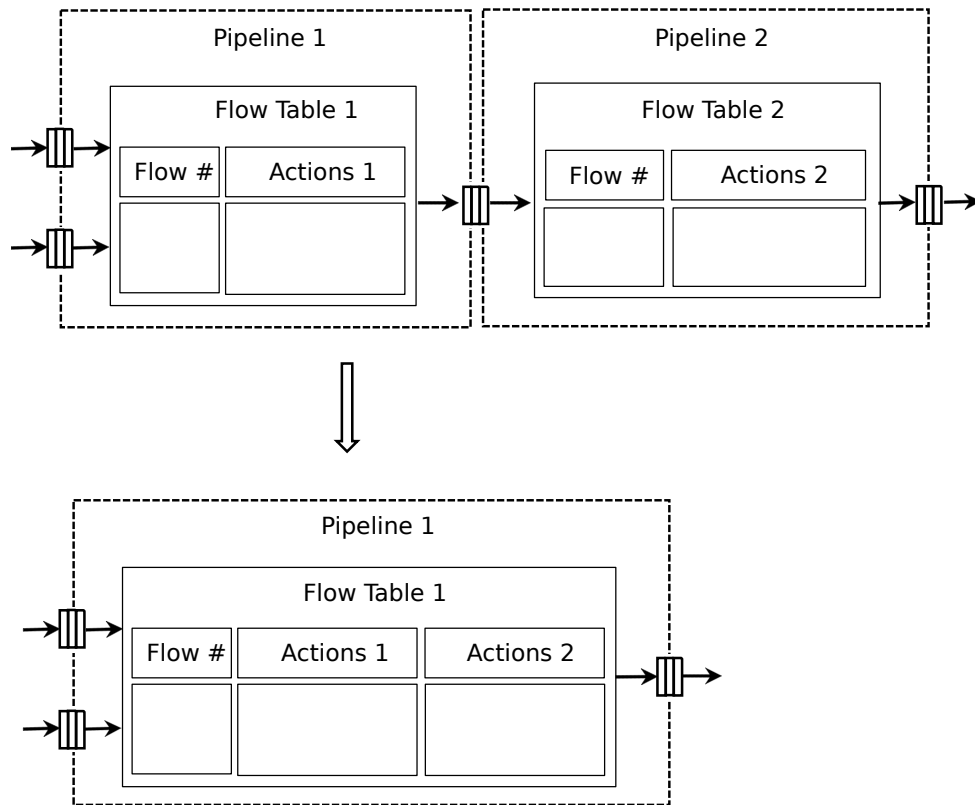 Pipeline 1
Pipeline 2
Flow Table 1
Flow Table 2
Flow #
Actions 1
Flow #
Actions 2
Pipeline 1
Flow Table 1
Flow #
Actions 1
Actions 2